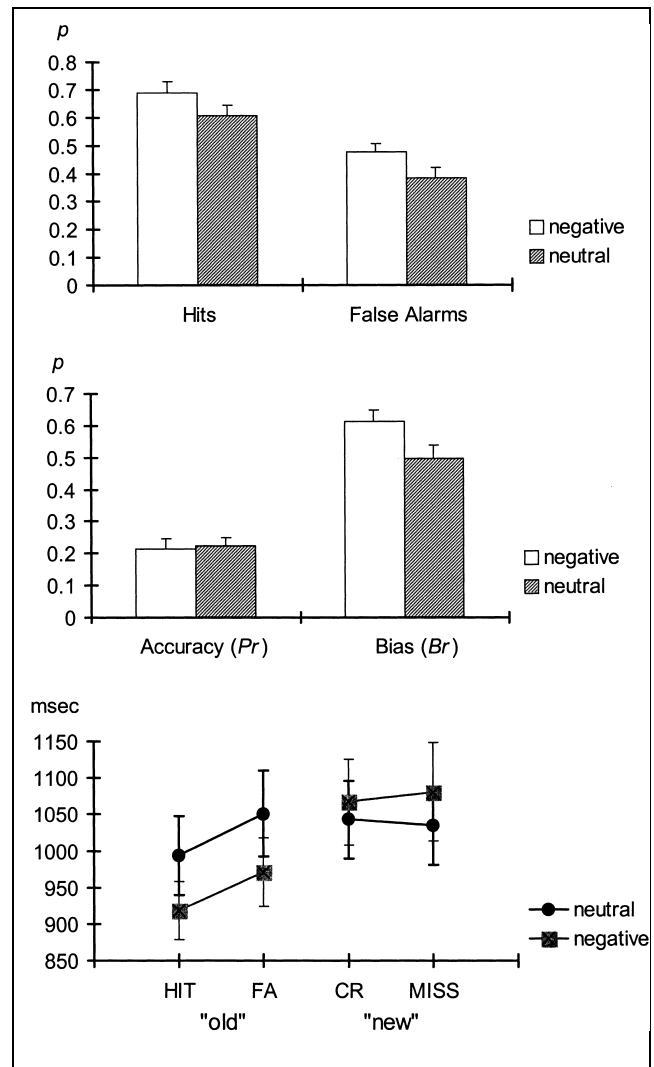 p
0.8
0.7
0.6
0.5
0.4
0.3
0.2
0.1
0
negative
neutral
Hits False Alarms
p
0.7
0.6
0.5
0.4
0.3
0.2
0.1
0
negative
neutral
Accuracy (Pr) Bias (Br)
msec
1150
1100
1050
1000
950
900
850
neutral
negative
HIT FA CR MISS
"old" "new"